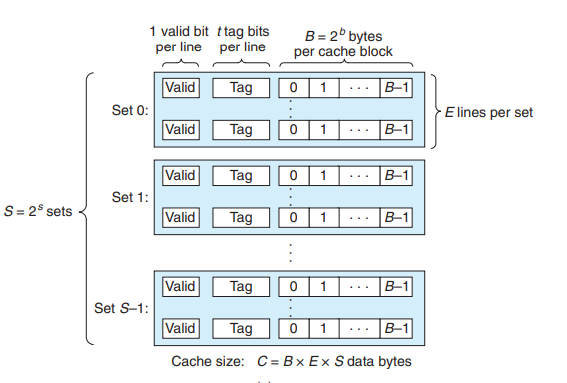 1 valid bit per line
t tag bits per line
B = 2^b bytes per cache block
Set 0:
Valid Tag 0 1 · · · B–1
Valid Tag 0 1 · · · B–1
E lines per set
S = 2^s sets
Set 1:
Valid Tag 0 1 · · · B–1
Valid Tag 0 1 · · · B–1
Set S–1:
Valid Tag 0 1 · · · B–1
Valid Tag 0 1 · · · B–1
Cache size: C = B × E × S data bytes